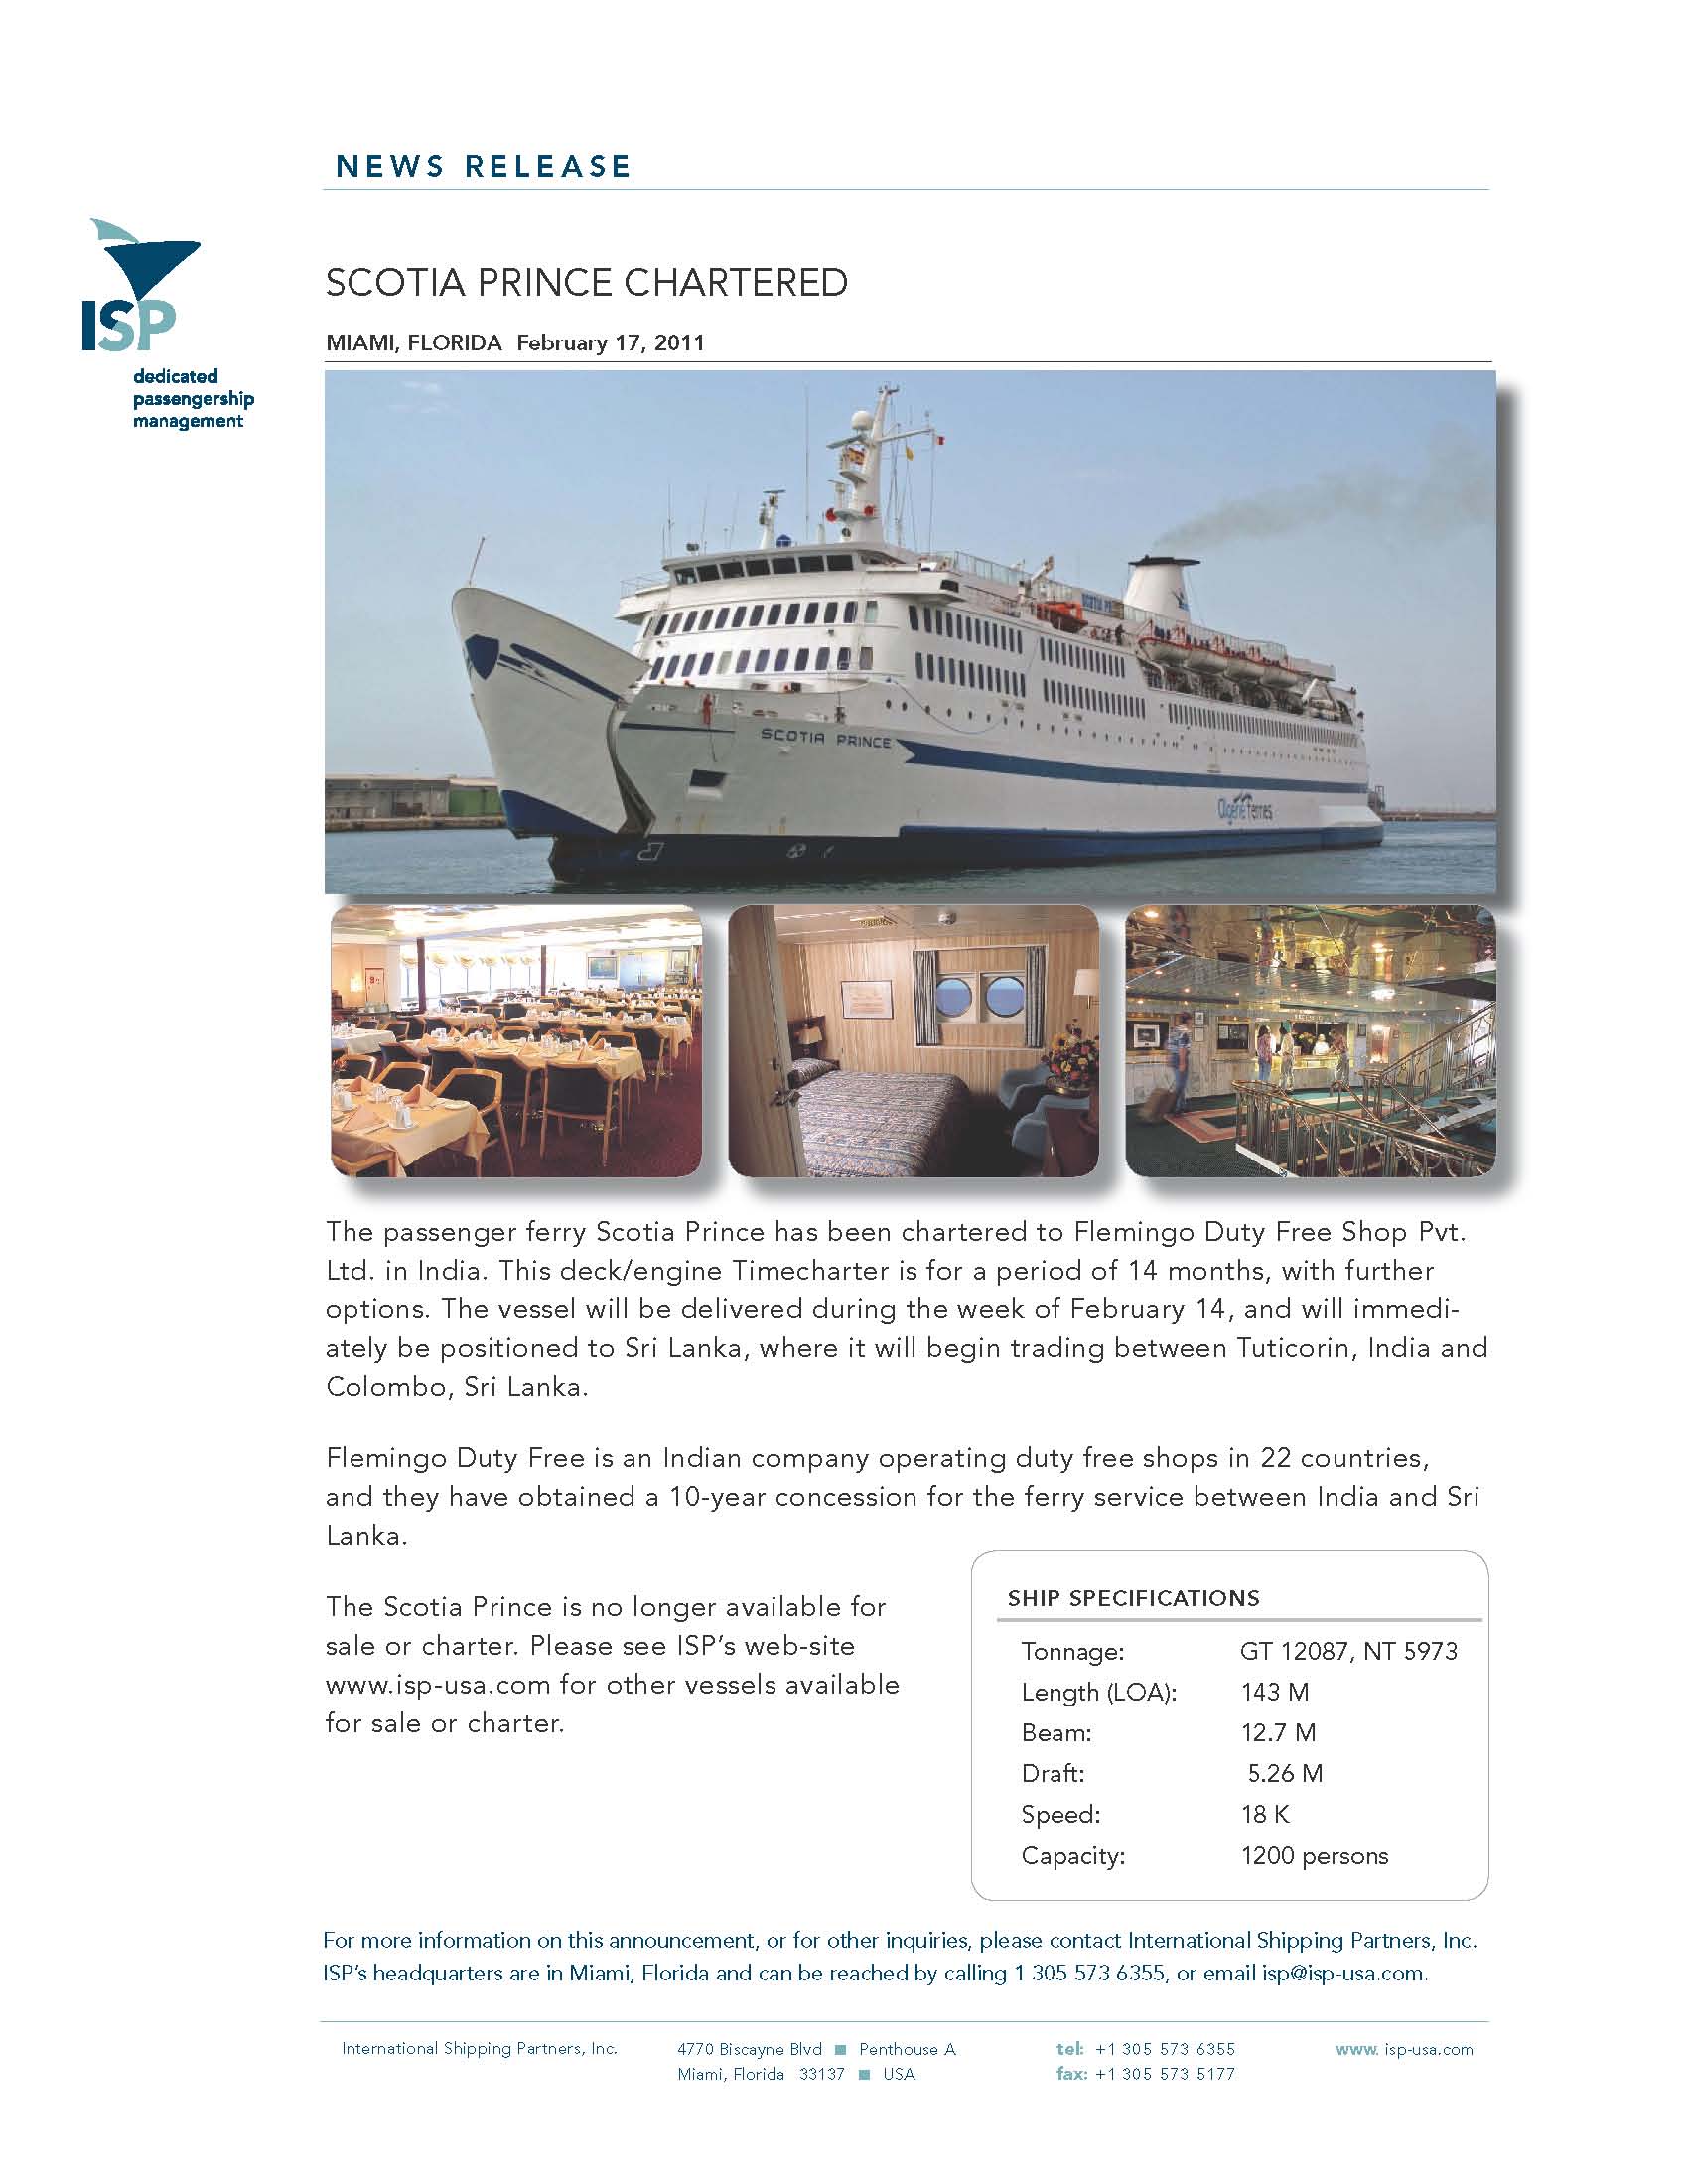 NEWS RELEASE
ISP
dedicated
passengership
management
SCOTIA PRINCE CHARTERED
MIAMI, FLORIDA February 17, 2011
SCOTIA PRINCE
The passenger ferry Scotia Prince has been chartered to Flemingo Duty Free Shop Pvt.
Ltd. in India. This deck/engine Timecharter is for a period of 14 months, with further
options. The vessel will be delivered during the week of February 14, and will immedi-
ately be positioned to Sri Lanka, where it will begin trading between Tuticorin, India and
Colombo, Sri Lanka.
Flemingo Duty Free is an Indian company operating duty free shops in 22 countries,
and they have obtained a 10-year concession for the ferry service between India and Sri
Lanka.
The Scotia Prince is no longer available for
sale or charter. Please see ISP's web-site
www.isp-usa.com for other vessels available
for sale or charter.
SHIP SPECIFICATIONS
Tonnage: GT 12087, NT 5973
Length (LOA): 143 M
Beam: 12.7 M
Draft: 5.26 M
Speed: 18 K
Capacity: 1200 persons
For more information on this announcement, or for other inquiries, please contact International Shipping Partners, Inc.
ISP's headquarters are in Miami, Florida and can be reached by calling 1 305 573 6355, or email isp@isp-usa.com.
International Shipping Partners, Inc. 4770 Biscayne Blvd ■ Penthouse A tel: +1 305 573 6355 www. isp-usa.com
Miami, Florida 33137 ■ USA fax: +1 305 573 5177